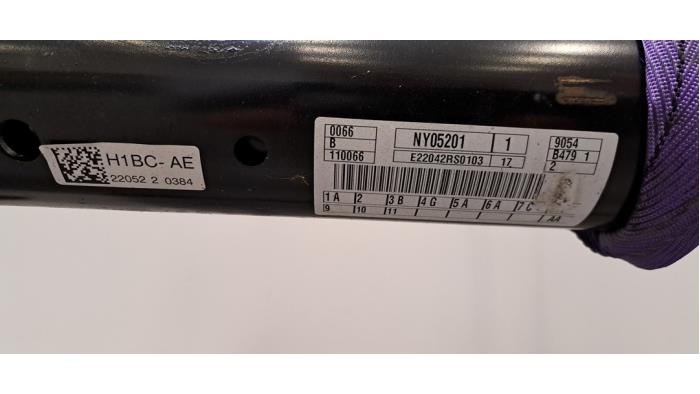 H1BC- AE
22052 2 0384
0066
B
110066
NY05201 1
E22042RS0103 17
9054
B479 1
2
1 A 2 3 B 4 G 5 A 6 A 7 C
9 10 11 AA